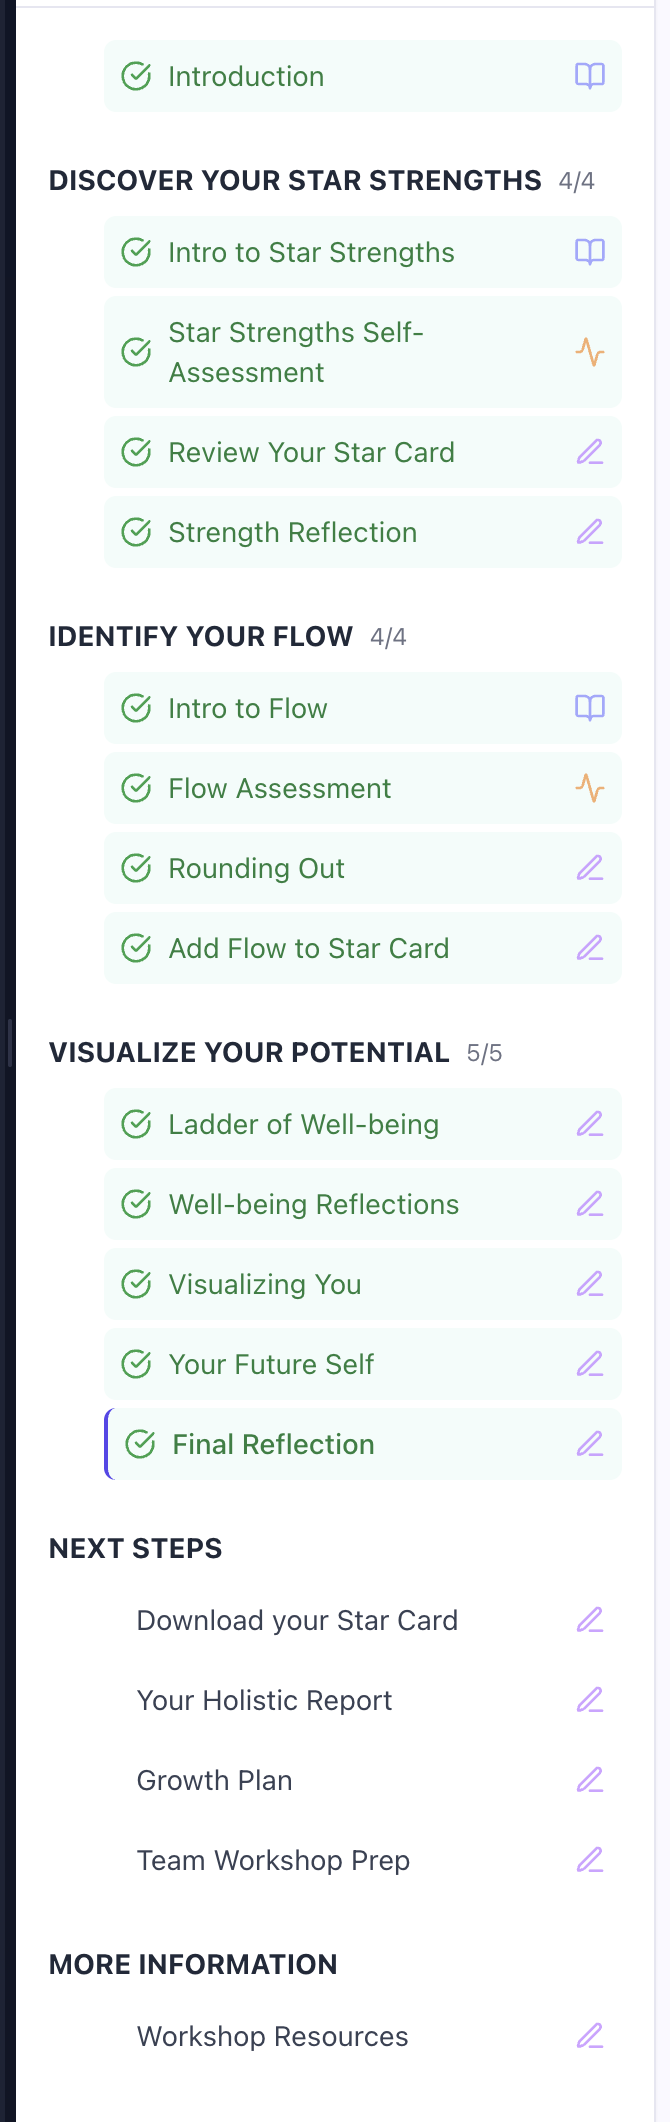 Introduction
DISCOVER YOUR STAR STRENGTHS 4/4
Intro to Star Strengths
Star Strengths Self-
Assessment
Review Your Star Card
Strength Reflection
IDENTIFY YOUR FLOW 4/4
Intro to Flow
Flow Assessment
Rounding Out
Add Flow to Star Card
VISUALIZE YOUR POTENTIAL 5/5
Ladder of Well-being
Well-being Reflections
Visualizing You
Your Future Self
Final Reflection
NEXT STEPS
Download your Star Card
Your Holistic Report
Growth Plan
Team Workshop Prep
MORE INFORMATION
Workshop Resources